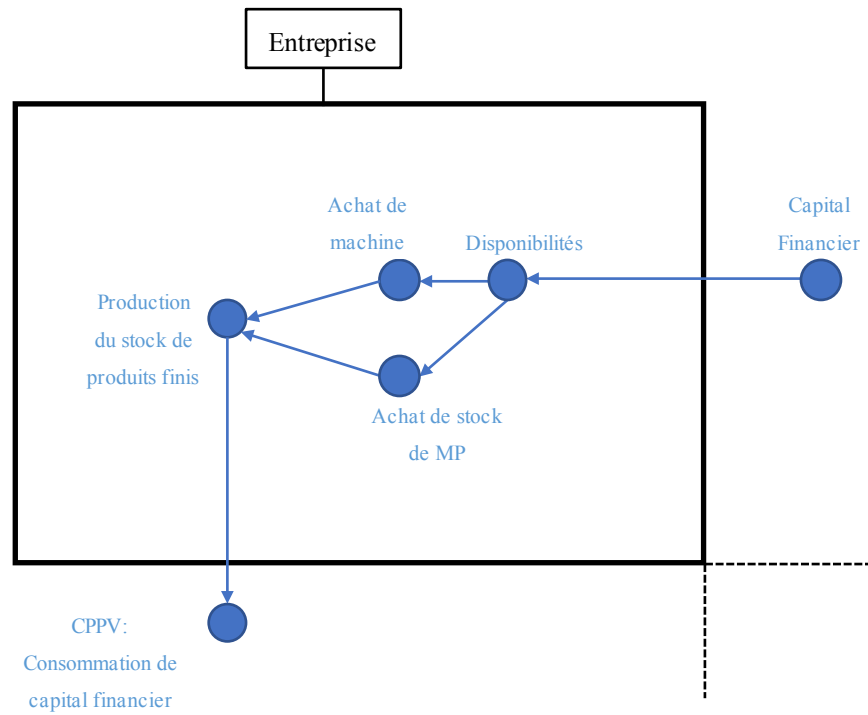 Entreprise
Achat de
machine
Disponibilités
Capital
Financier
Production
du stock de
produits finis
Achat de stock
de MP
CPPV:
Consommation de
capital financier